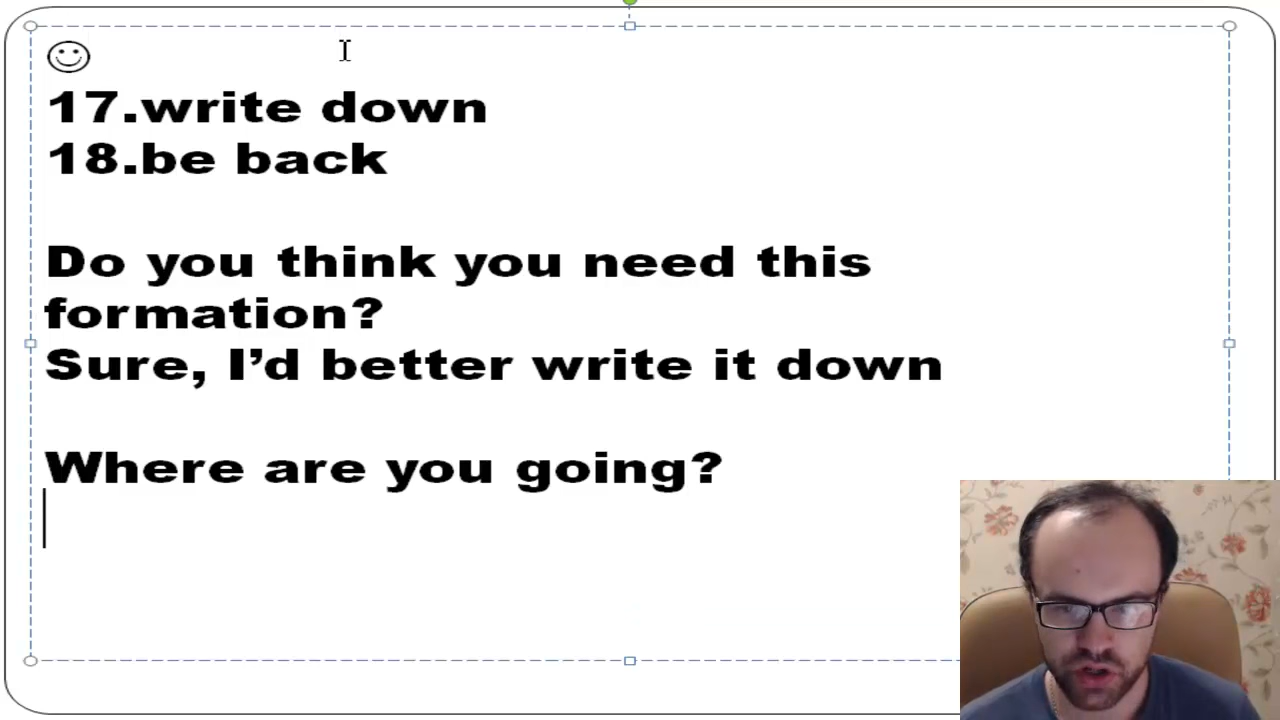 17.write down
18.be back
Do you think you need this
formation?
Sure, I’d better write it down
Where are you going?